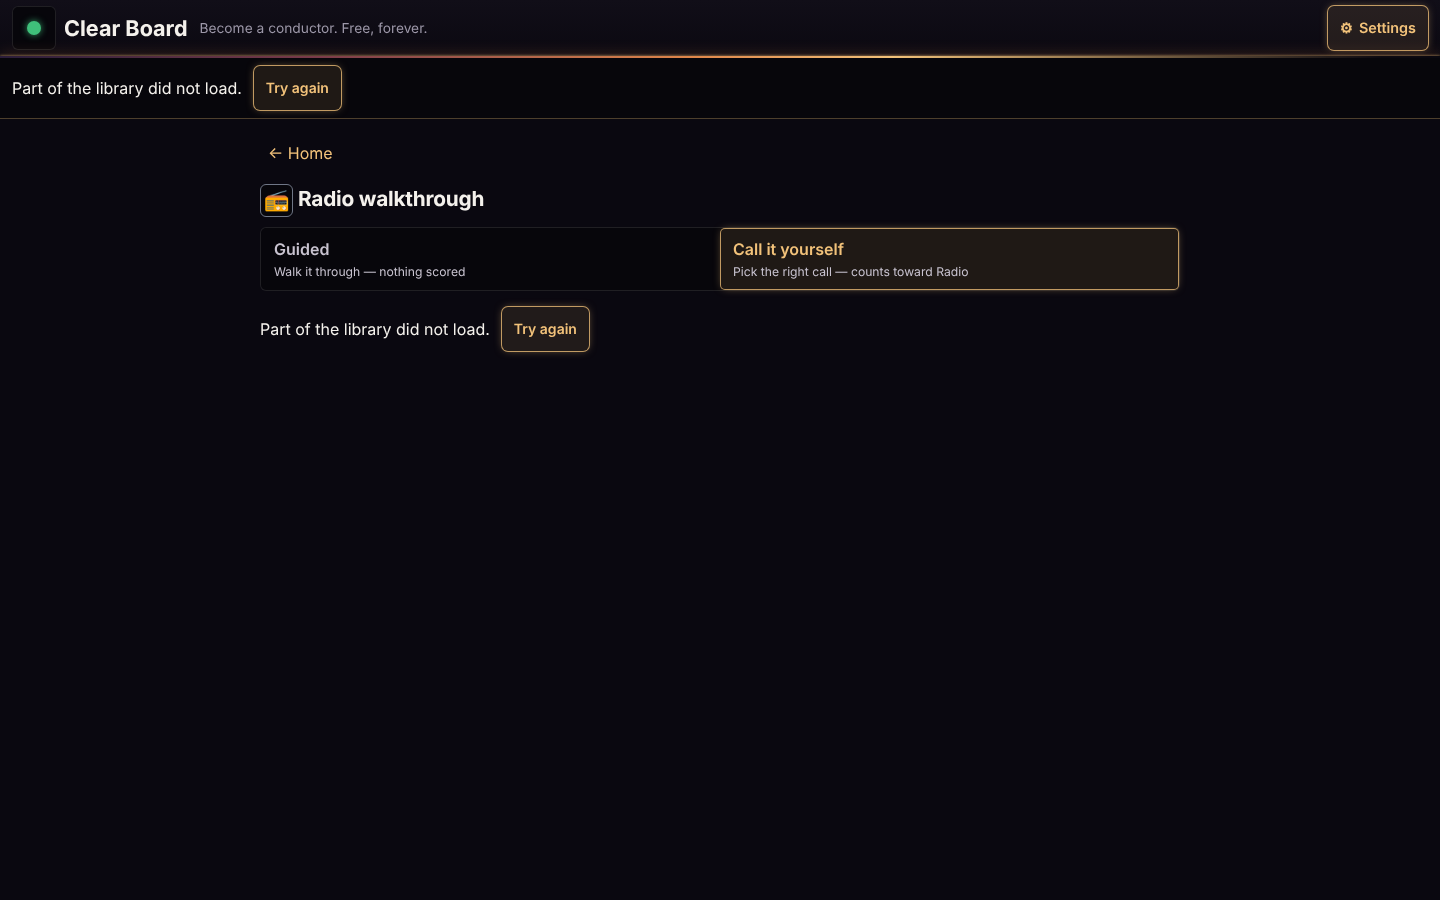 Clear Board
Become a conductor. Free, forever.
⚙ Settings
Part of the library did not load.
Try again
← Home
📻 Radio walkthrough
Guided
Walk it through — nothing scored
Call it yourself
Pick the right call — counts toward Radio
Part of the library did not load.
Try again